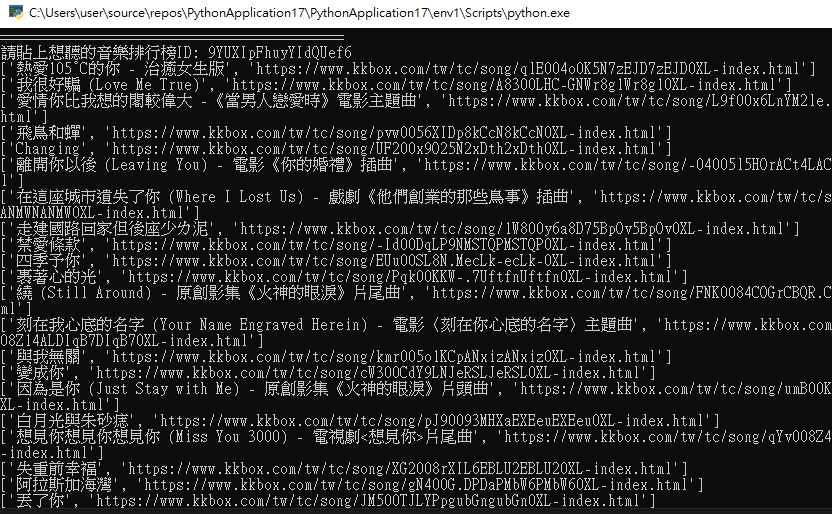 C:\Users\user\source\repos\PythonApplication17\PythonApplication17\env1\Scripts\python.exe
======================================
請貼上想聽的音樂排行榜ID: 9YUXIpFhuyYIdQUef6
['熱愛105°C的你 - 治癒女生版', 'https://www.kkbox.com/tw/tc/song/qlE004oOK5N7zEJD7zEJD0XL-index.html']
['我很好騙 (Love Me True)', 'https://www.kkbox.com/tw/tc/song/A8300LHC-GNWr8glWr8gl0XL-index.html']
['愛情你比我想的閣較偉大 -《當男人戀愛時》電影主題曲', 'https://www.kkbox.com/tw/tc/song/L9f00x6LnYM2le.
html']
['飛鳥和蟬', 'https://www.kkbox.com/tw/tc/song/pvw0056XIDp8kCcN8kCcN0XL-index.html']
['Changing', 'https://www.kkbox.com/tw/tc/song/UF200x9025N2xDth2xDth0XL-index.html']
['離開你以後 (Leaving You) - 電影《你的婚禮》插曲', 'https://www.kkbox.com/tw/tc/song/-0400515HOrACt4LAC
l']
['在這座城市遺失了你 (Where I Lost Us) - 戲劇《他們創業的那些鳥事》插曲', 'https://www.kkbox.com/tw/tc/s
ANMWNANMW0XL-index.html']
['走建國路回家但後座少ㄌ泥', 'https://www.kkbox.com/tw/tc/song/lW800y6a8D75BpOv5BpOv0XL-index.html']
['禁愛條款', 'https://www.kkbox.com/tw/tc/song/-Id00DqLP9NMSTQPMSTQP0XL-index.html']
['四季予你', 'https://www.kkbox.com/tw/tc/song/EUu00SL8N.MecLk-ecLk-0XL-index.html']
['裹著心的光', 'https://www.kkbox.com/tw/tc/song/Pqk00KKW-.7UftfnUftfn0XL-index.html']
['繞 (Still Around) - 原創影集《火神的眼淚》片尾曲', 'https://www.kkbox.com/tw/tc/song/FNK0084COGrCBQR.C
ml']
['刻在我心底的名字 (Your Name Engraved Herein) - 電影〈刻在你心底的名字〉主題曲', 'https://www.kkbox.com
08Z14ALDIqB7DIqB70XL-index.html']
['與我無關', 'https://www.kkbox.com/tw/tc/song/kmr005olKCpANxizANxiz0XL-index.html']
['變成你', 'https://www.kkbox.com/tw/tc/song/cW300CdY9LNJeRSLJeRSL0XL-index.html']
['因為是你 (Just Stay with Me) - 原創影集《火神的眼淚》片頭曲', 'https://www.kkbox.com/tw/tc/song/umB00K
XL-index.html']
['白月光與朱砂痣', 'https://www.kkbox.com/tw/tc/song/pJ90093MHXaEXEeuEXEeu0XL-index.html']
['想見你想見你想見你 (Miss You 3000) - 電視劇<想見你>片尾曲', 'https://www.kkbox.com/tw/tc/song/qYv008Z4
-index.html']
['失重前幸福', 'https://www.kkbox.com/tw/tc/song/XG2008rXIL6EBLU2EBLU20XL-index.html']
['阿拉斯加海灣', 'https://www.kkbox.com/tw/tc/song/gN400G.DPDaPMbW6PMbW60XL-index.html']
['丟了你', 'https://www.kkbox.com/tw/tc/song/JM500TJLYPpgubGngubGn0XL-index.html']